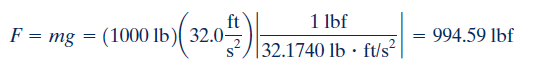 F = mg = (1000 lb)(32.0 ft/s²)|1 lbf / 32.1740 lb · ft/s²| = 994.59 lbf